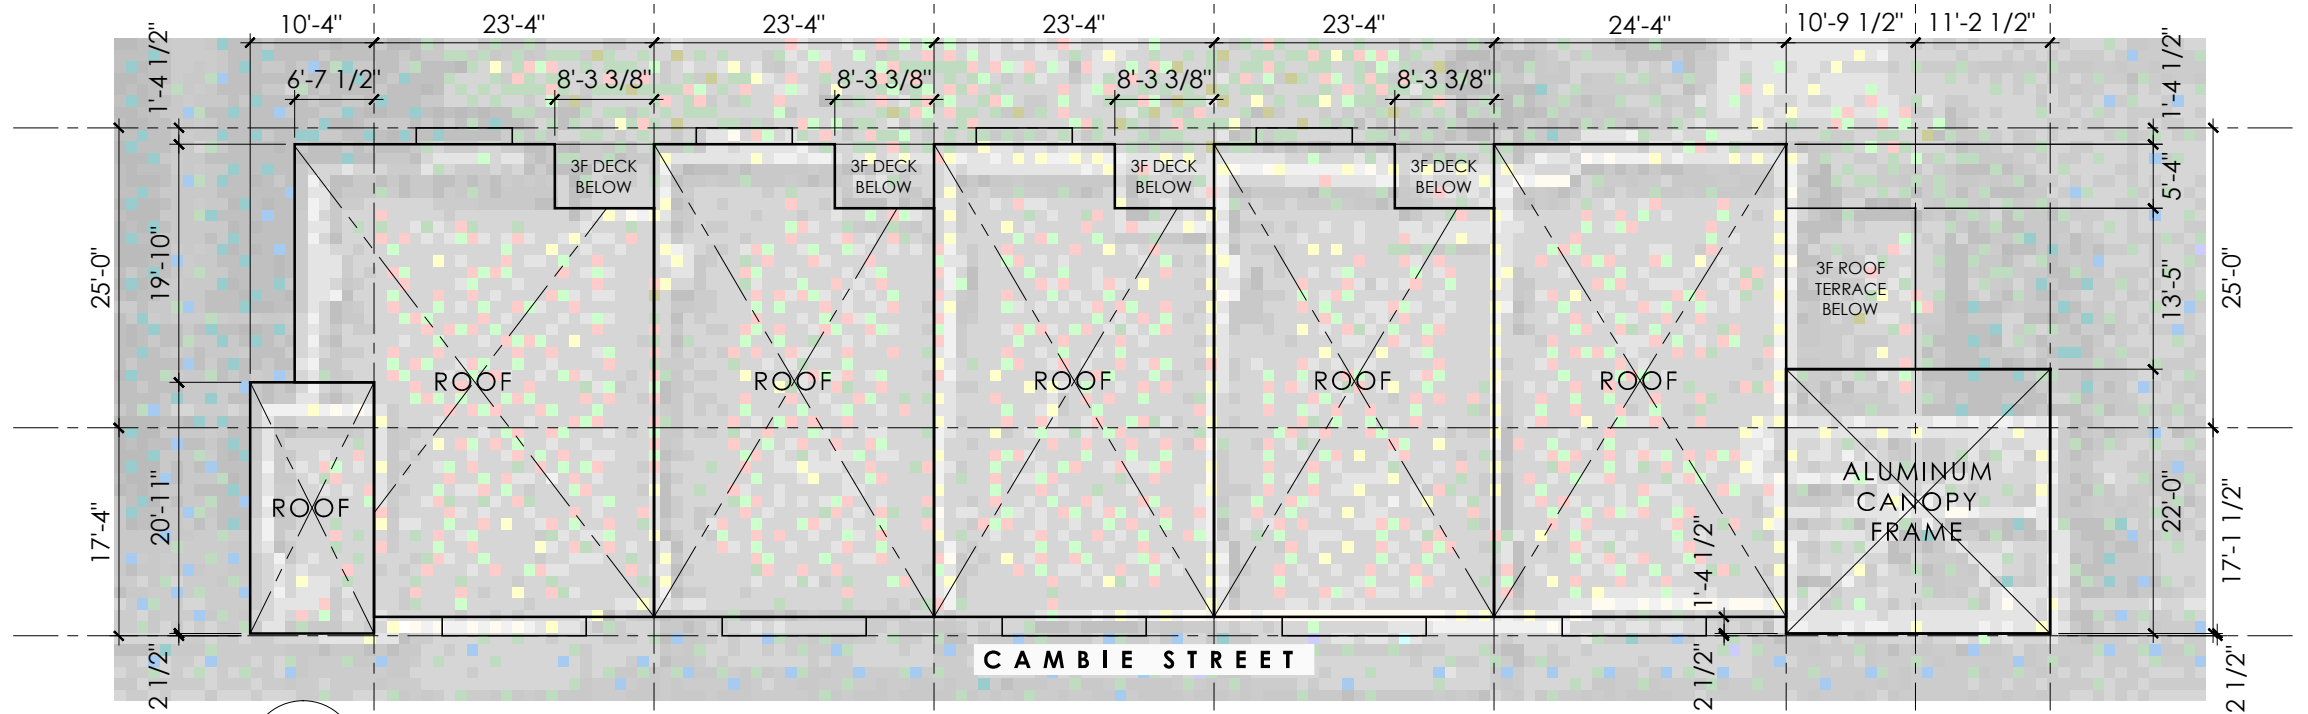 10'-4" 23'-4" 23'-4" 23'-4" 23'-4" 24'-4" 10'-9 1/2" 11'-2 1/2"
1'-4 1/2" 1'-4 1/2"
6'-7 1/2" 8'-3 3/8" 8'-3 3/8" 8'-3 3/8" 8'-3 3/8"
3F DECK 3F DECK 3F DECK 3F DECK
BELOW BELOW BELOW BELOW
5'-4"
25'-0" 19'-10" 13'-5" 25'-0"
3F ROOF
TERRACE
BELOW
ROOF ROOF ROOF ROOF ROOF
ALUMINUM
CANOPY
FRAME
ROOF
17'-4" 20'-11" 1'-4 1/2" 22'-0" 17'-1 1/2"
CAMBIE STREET
2 1/2" 2 1/2" 2 1/2"